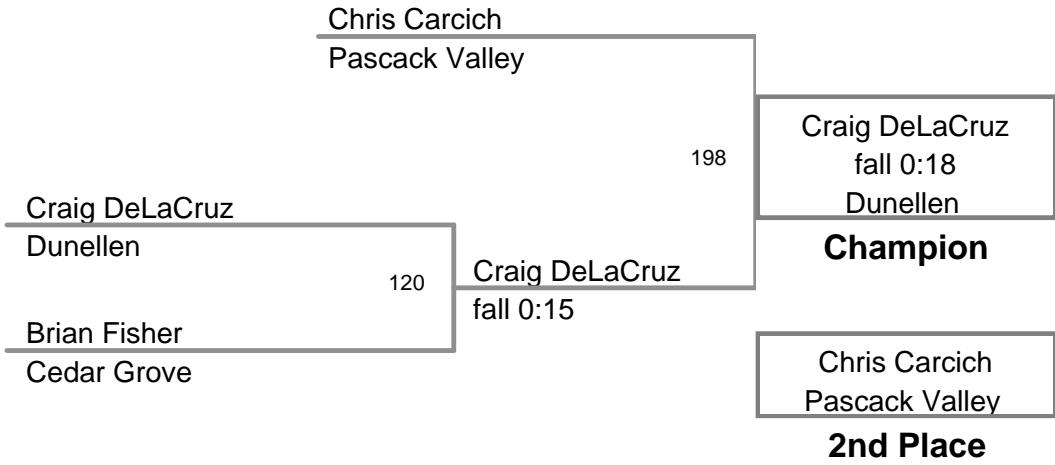 Chris Carcich
Pascack Valley
198
Craig DeLaCruz
fall 0:18
Dunellen
Champion
Craig DeLaCruz
Dunellen
120
Craig DeLaCruz
fall 0:15
Brian Fisher
Cedar Grove
Chris Carcich
Pascack Valley
2nd Place